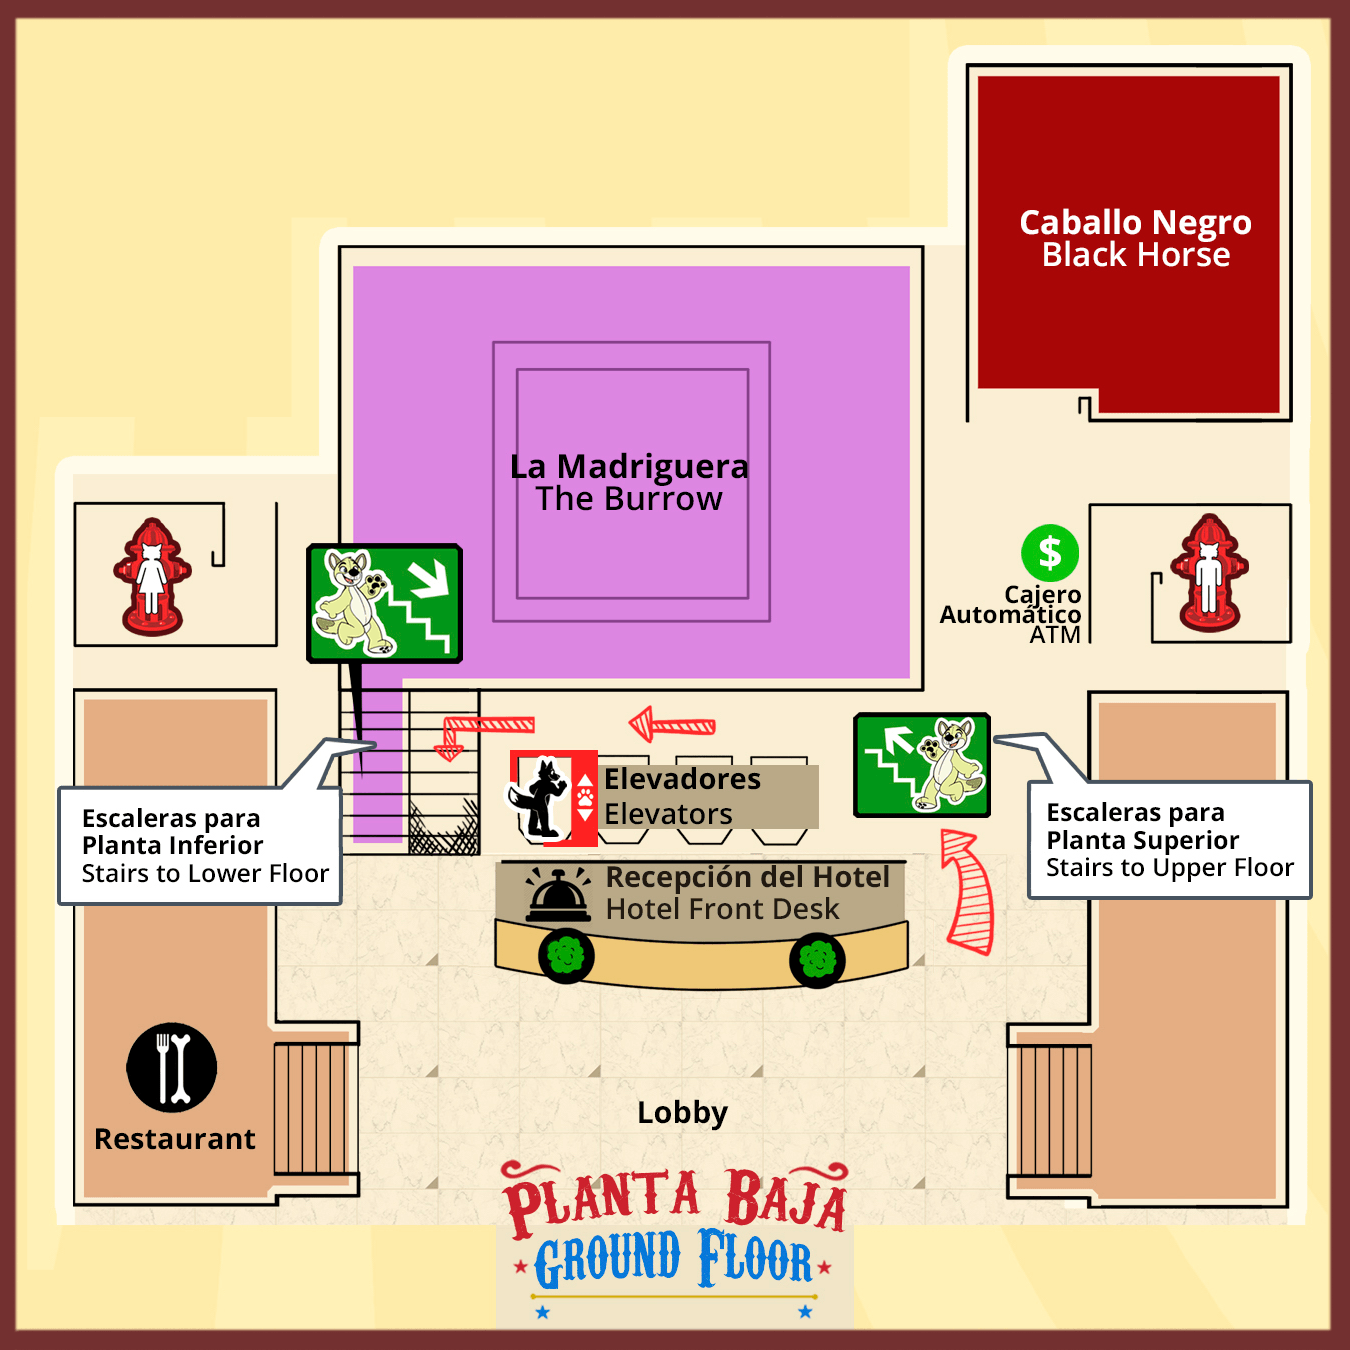 Caballo Negro
Black Horse
La Madriguera
The Burrow
$
Cajero
Automático
ATM
Elevadores
Elevators
Escaleras para
Planta Inferior
Stairs to Lower Floor
Escaleras para
Planta Superior
Stairs to Upper Floor
Recepción del Hotel
Hotel Front Desk
Restaurant
Lobby
PLANTA BAJA
GROUND FLOOR